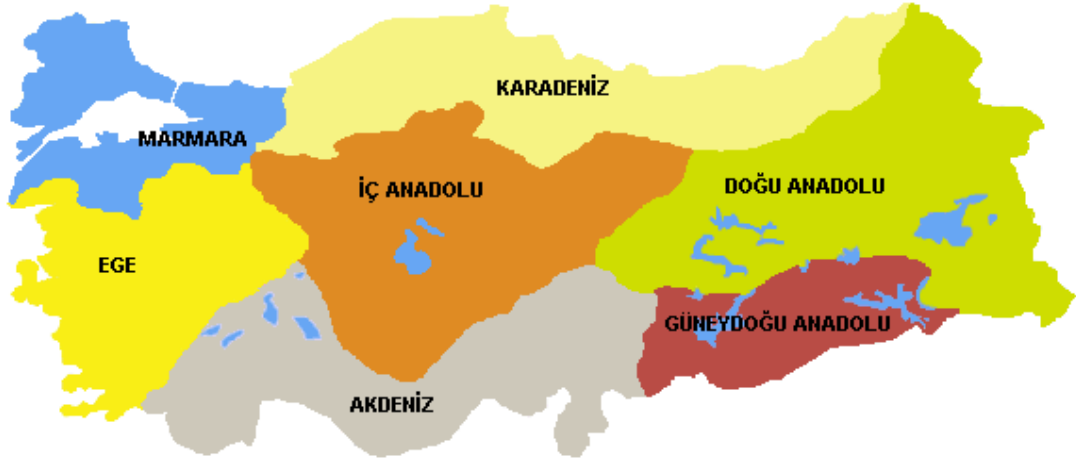 KARADENİZ
MARMARA
İÇ ANADOLU
DOĞU ANADOLU
EGE
GÜNEYDOĞU ANADOLU
AKDENİZ